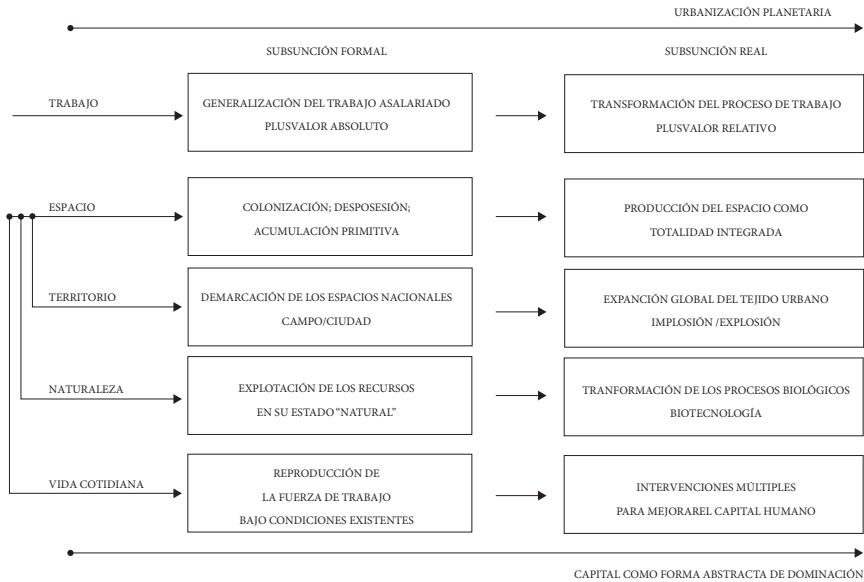 URBANIZACIÓN PLANETARIA
SUBSUNCIÓN FORMAL
SUBSUNCIÓN REAL
TRABAJO
GENERALIZACIÓN DEL TRABAJO ASALARIADO
PLUSVALOR ABSOLUTO
TRANSFORMACIÓN DEL PROCESO DE TRABAJO
PLUSVALOR RELATIVO
ESPACIO
COLONIZACIÓN; DESPOSESIÓN;
ACUMULACIÓN PRIMITIVA
PRODUCCIÓN DEL ESPACIO COMO
TOTALIDAD INTEGRADA
TERRITORIO
DEMARCACIÓN DE LOS ESPACIOS NACIONALES
CAMPO/CIUDAD
EXPANCIÓN GLOBAL DEL TEJIDO URBANO
IMPLOSIÓN /EXPLOSIÓN
NATURALEZA
EXPLOTACIÓN DE LOS RECURSOS
EN SU ESTADO "NATURAL"
TRANFORMACIÓN DE LOS PROCESOS BIOLÓGICOS
BIOTECNOLOGÍA
VIDA COTIDIANA
REPRODUCCIÓN DE
LA FUERZA DE TRABAJO
BAJO CONDICIONES EXISTENTES
INTERVENCIONES MÚLTIPLES
PARA MEJORAREL CAPITAL HUMANO
CAPITAL COMO FORMA ABSTRACTA DE DOMINACIÓN